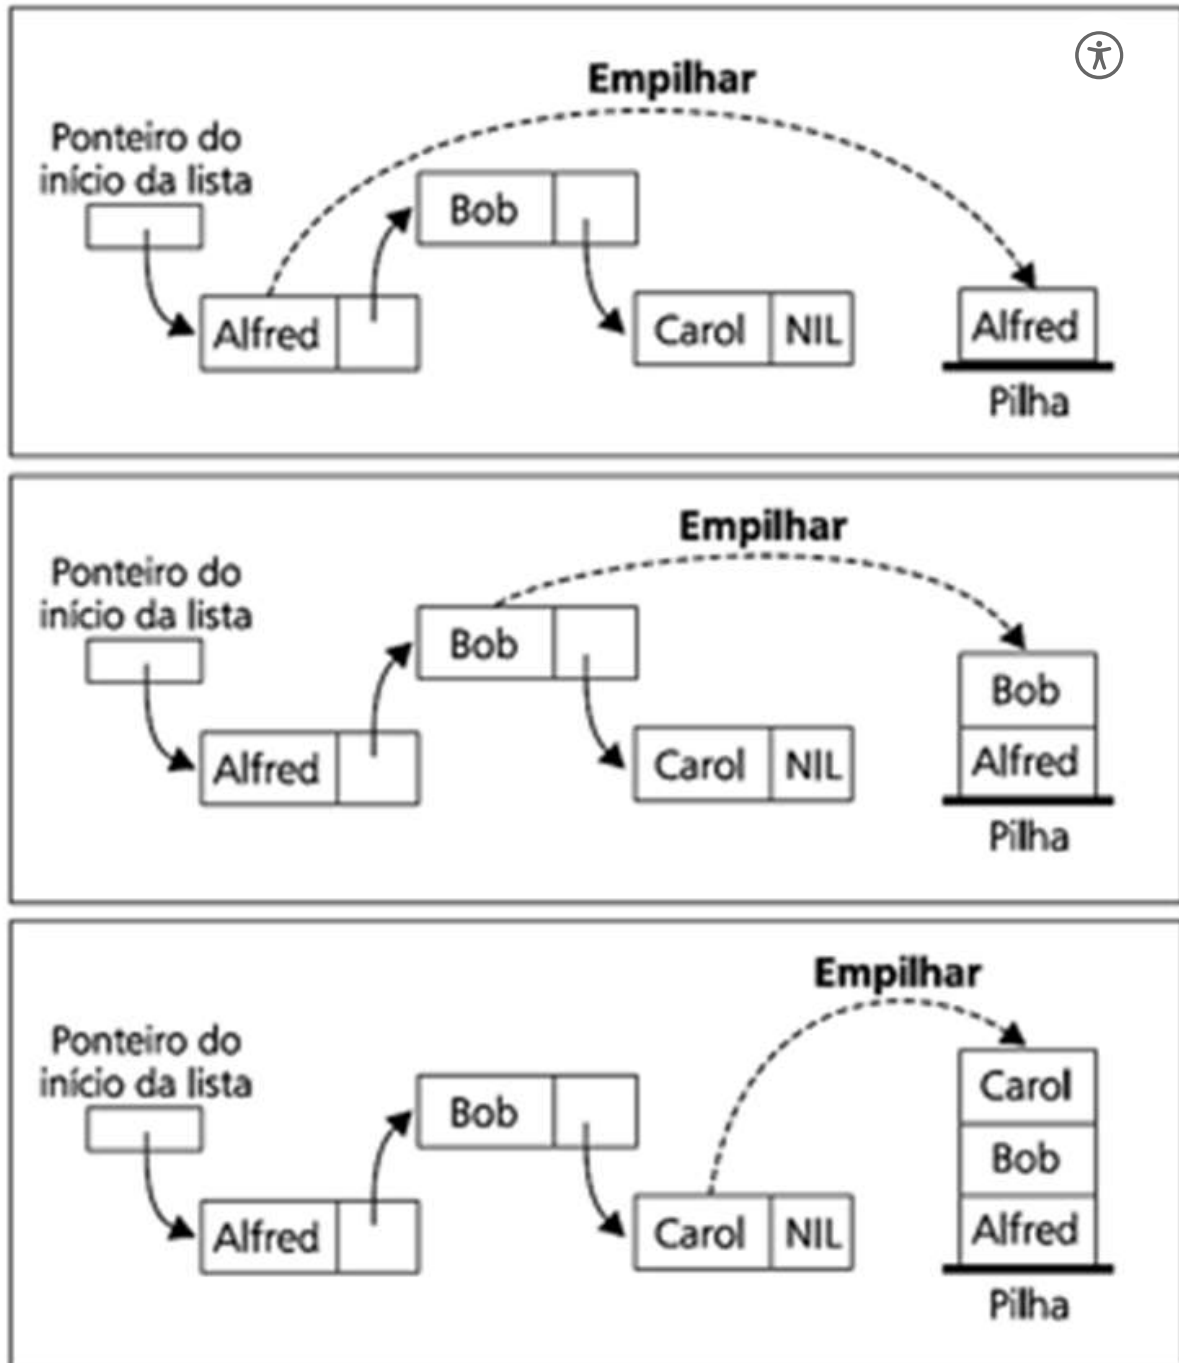 Empilhar
Ponteiro do
início da lista
Bob
Alfred
Carol NIL
Alfred
Pilha
Empilhar
Ponteiro do
início da lista
Bob
Alfred
Carol NIL
Bob
Alfred
Pilha
Empilhar
Ponteiro do
início da lista
Bob
Alfred
Carol NIL
Carol
Bob
Alfred
Pilha